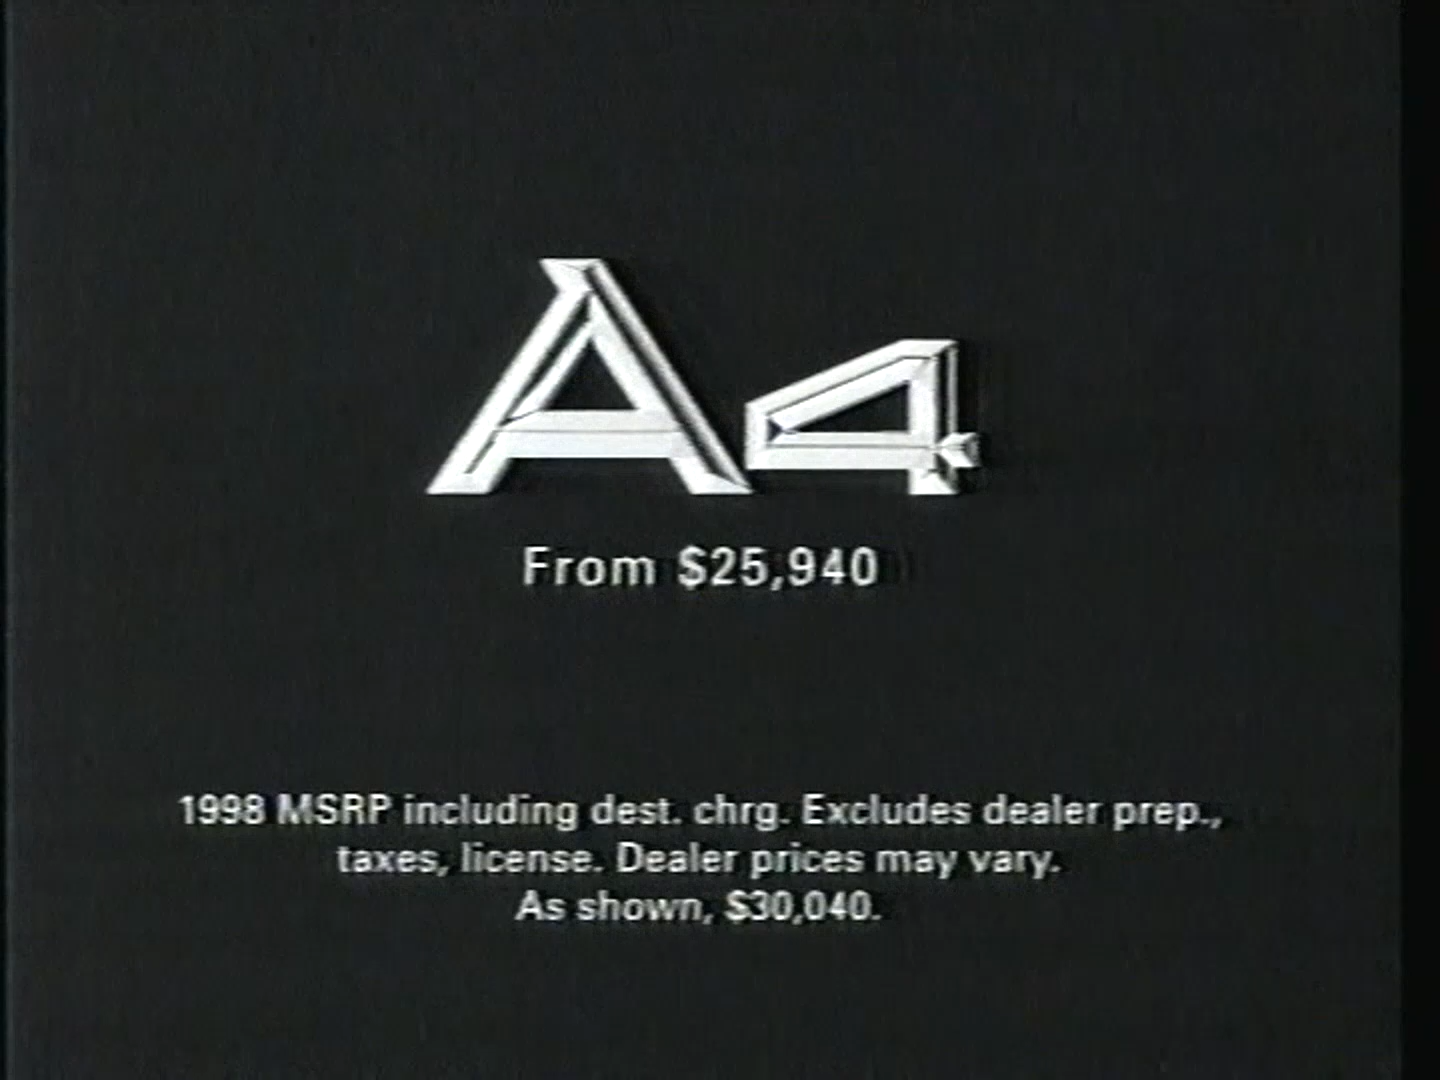 A4
From $25,940
1998 MSRP including dest. chrg. Excludes dealer prep.,
taxes, license. Dealer prices may vary.
As shown, $30,040.